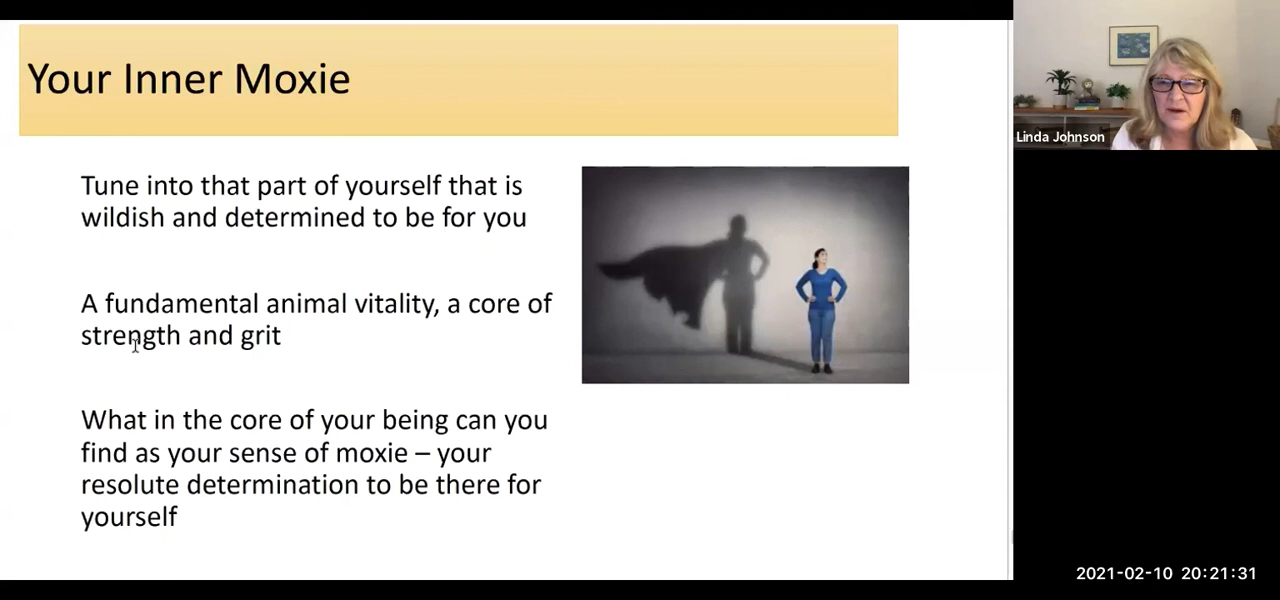 Your Inner Moxie
Tune into that part of yourself that is
wildish and determined to be for you
A fundamental animal vitality, a core of
strength and grit
What in the core of your being can you
find as your sense of moxie – your
resolute determination to be there for
yourself
Linda Johnson
2021-02-10 20:21:31